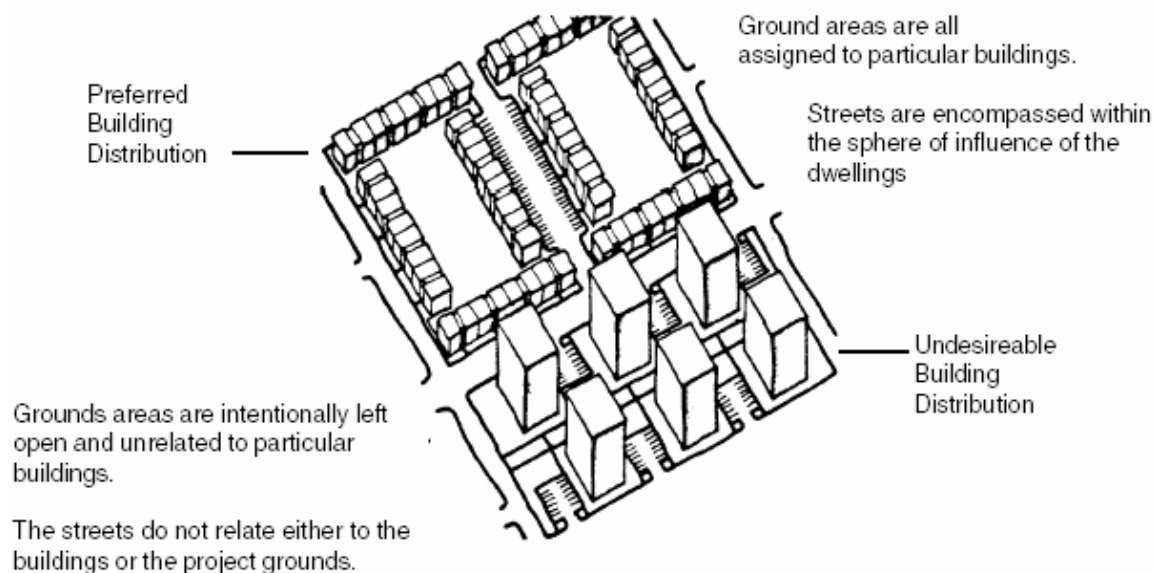 Ground areas are all
assigned to particular buildings.
Preferred
Building
Distribution
Streets are encompassed within
the sphere of influence of the
dwellings
Undesireable
Building
Distribution
Grounds areas are intentionally left
open and unrelated to particular
buildings.
The streets do not relate either to the
buildings or the project grounds.